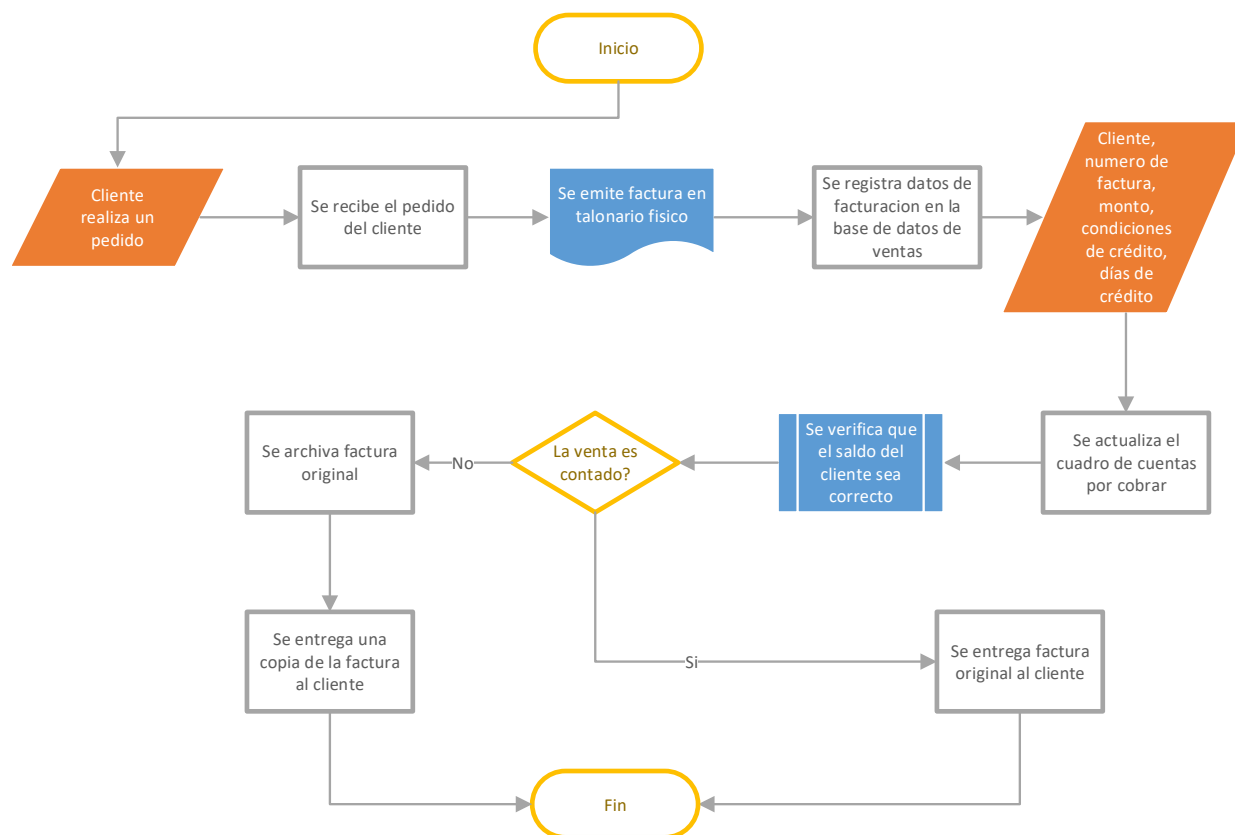 Inicio
Cliente
realiza un
pedido
Se recibe el pedido
del cliente
Se emite factura en
talonario fisico
Se registra datos de
facturacion en la
base de datos de
ventas
Cliente,
numero de
factura,
monto,
condiciones
de crédito,
días de
crédito
Se actualiza el
cuadro de cuentas
por cobrar
Se verifica que
el saldo del
cliente sea
correcto
La venta es
contado?
No
Se archiva factura
original
Se entrega una
copia de la factura
al cliente
Si
Se entrega factura
original al cliente
Fin